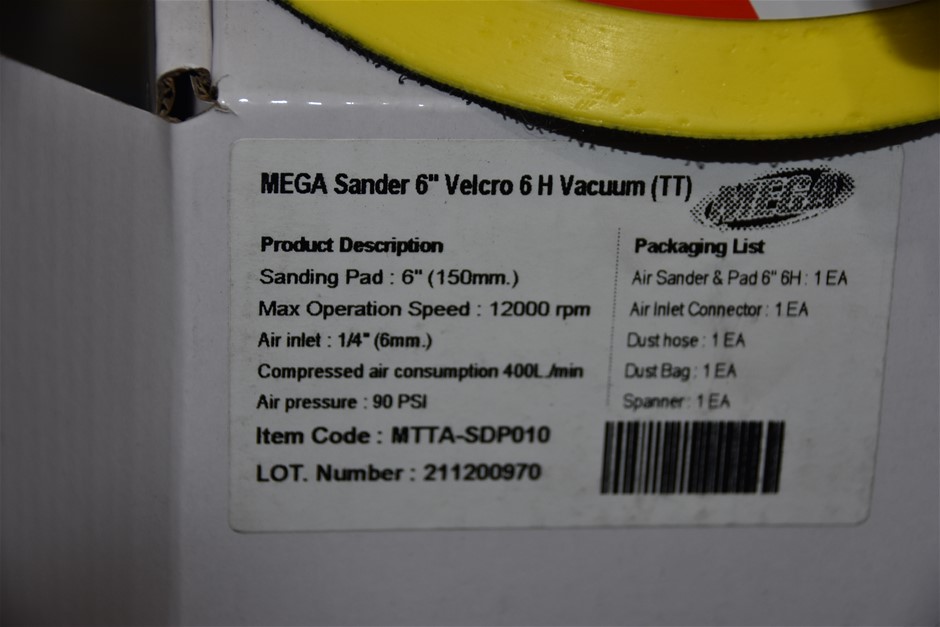 MEGA Sander 6" Velcro 6 H Vacuum (TT)
MEGA
Product Description
Sanding Pad : 6" (150mm.)
Max Operation Speed : 12000 rpm
Air inlet : 1/4" (6mm.)
Compressed air consumption 400L./min
Air pressure : 90 PSI
Item Code : MTTA-SDP010
LOT. Number : 211200970
Packaging List
Air Sander & Pad 6" 6H : 1 EA
Air Inlet Connector : 1 EA
Dust hose : 1 EA
Dust Bag : 1 EA
Spanner : 1 EA